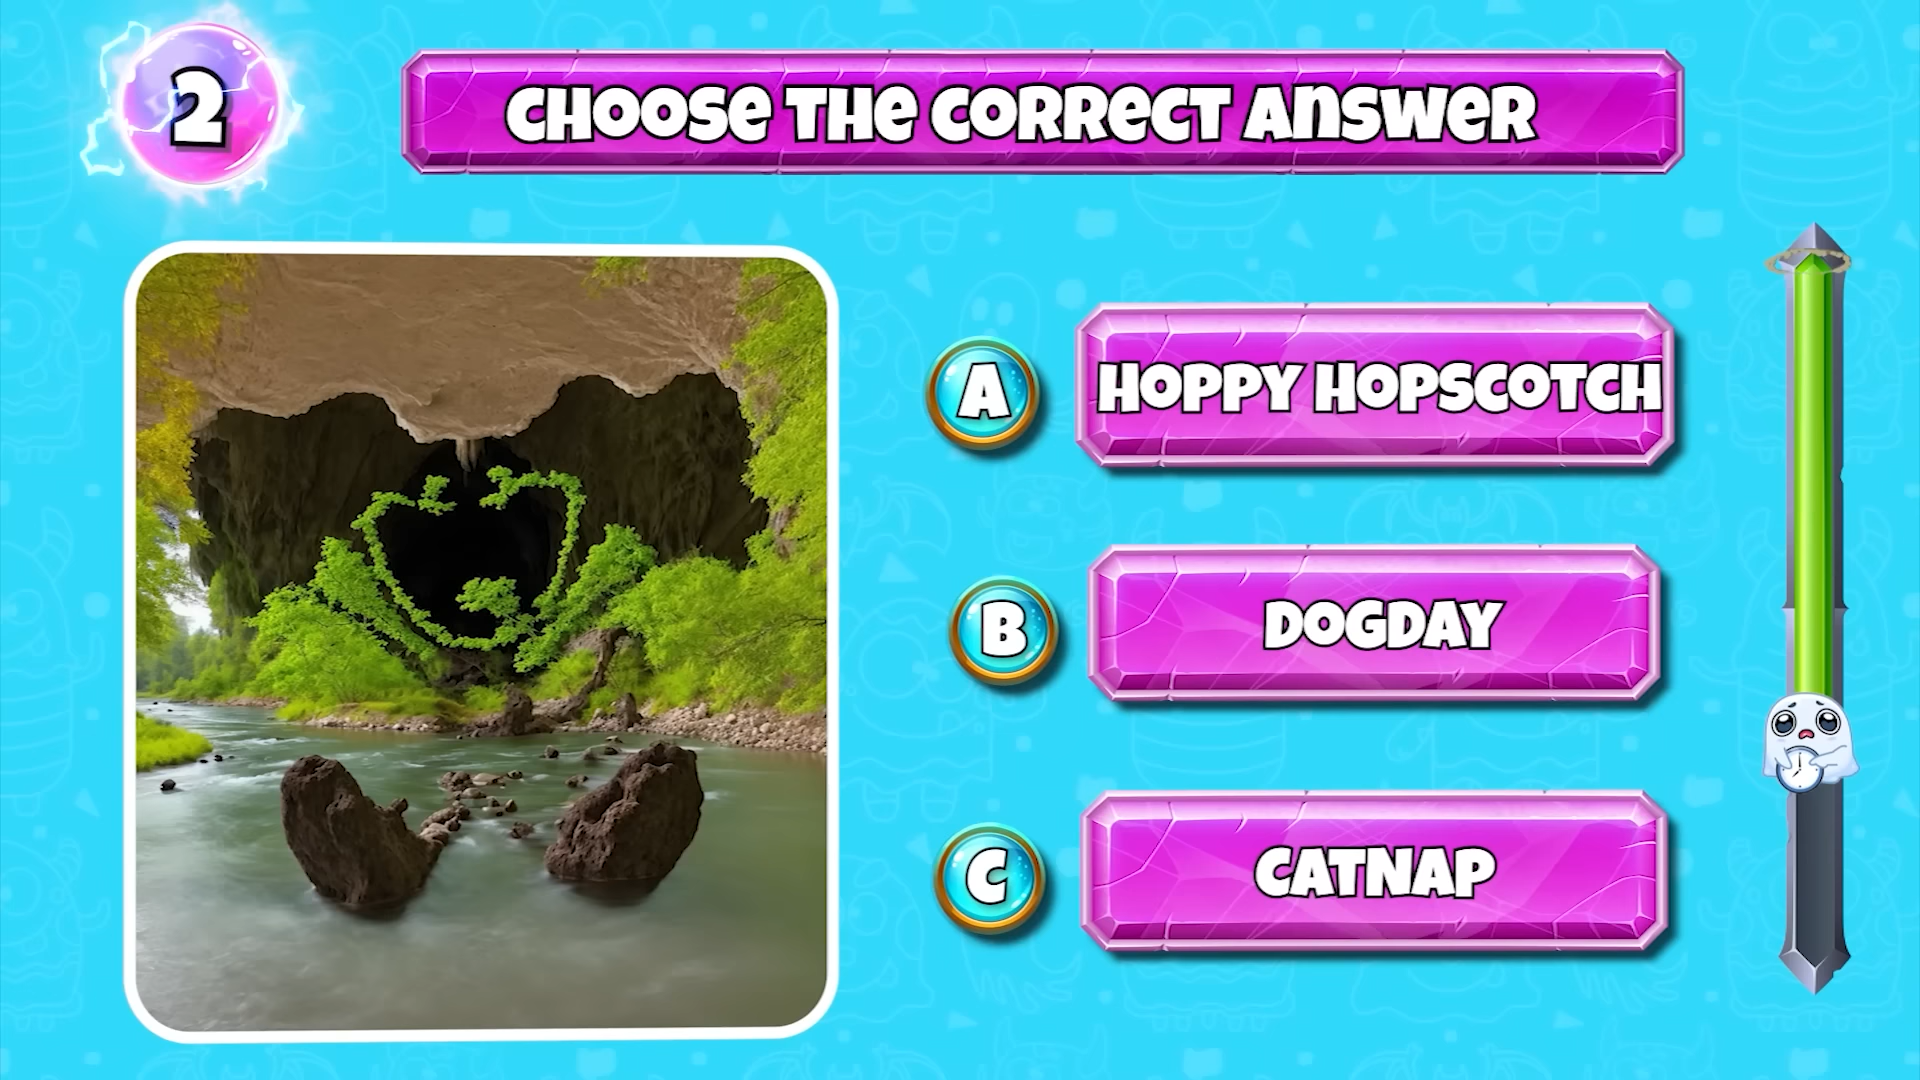 2
CHOOSE THE CORRECT ANSWER
A
HOPPY HOPSCOTCH
B
DOGDAY
C
CATNAP